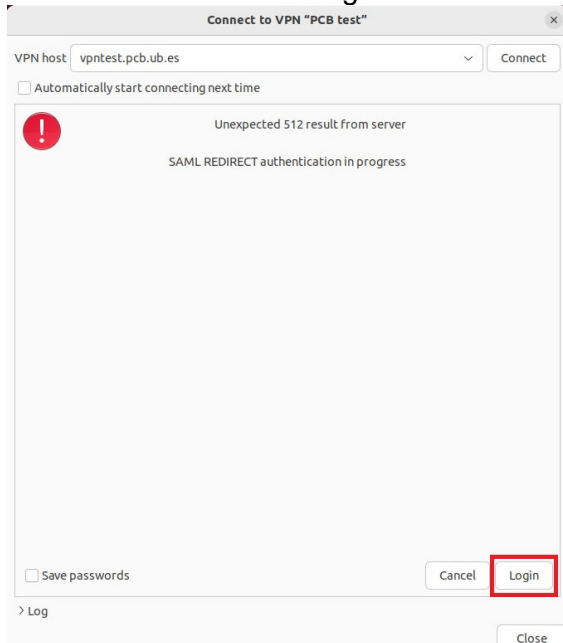 Connect to VPN "PCB test"
VPN host vpntest.pcb.ub.es Connect
Automatically start connecting next time
Unexpected 512 result from server
SAML REDIRECT authentication in progress
Save passwords Cancel Login
> Log
Close